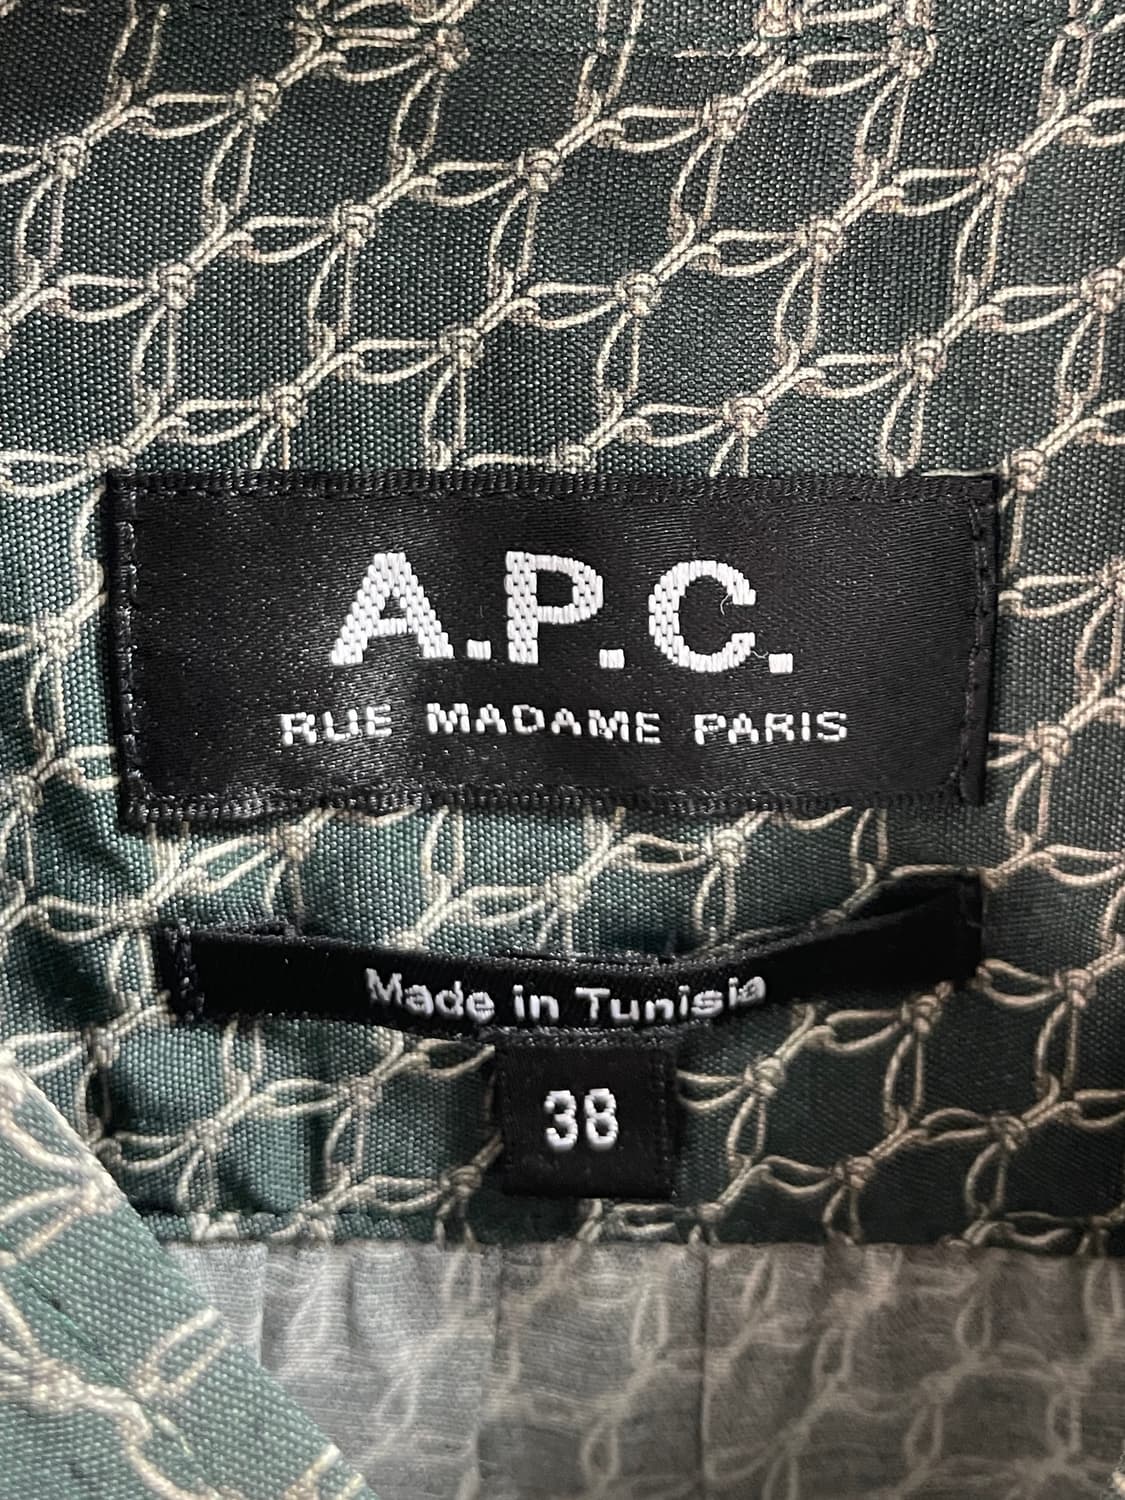 A.P.C.
RUE MADAME PARIS
Made in Tunisia
38